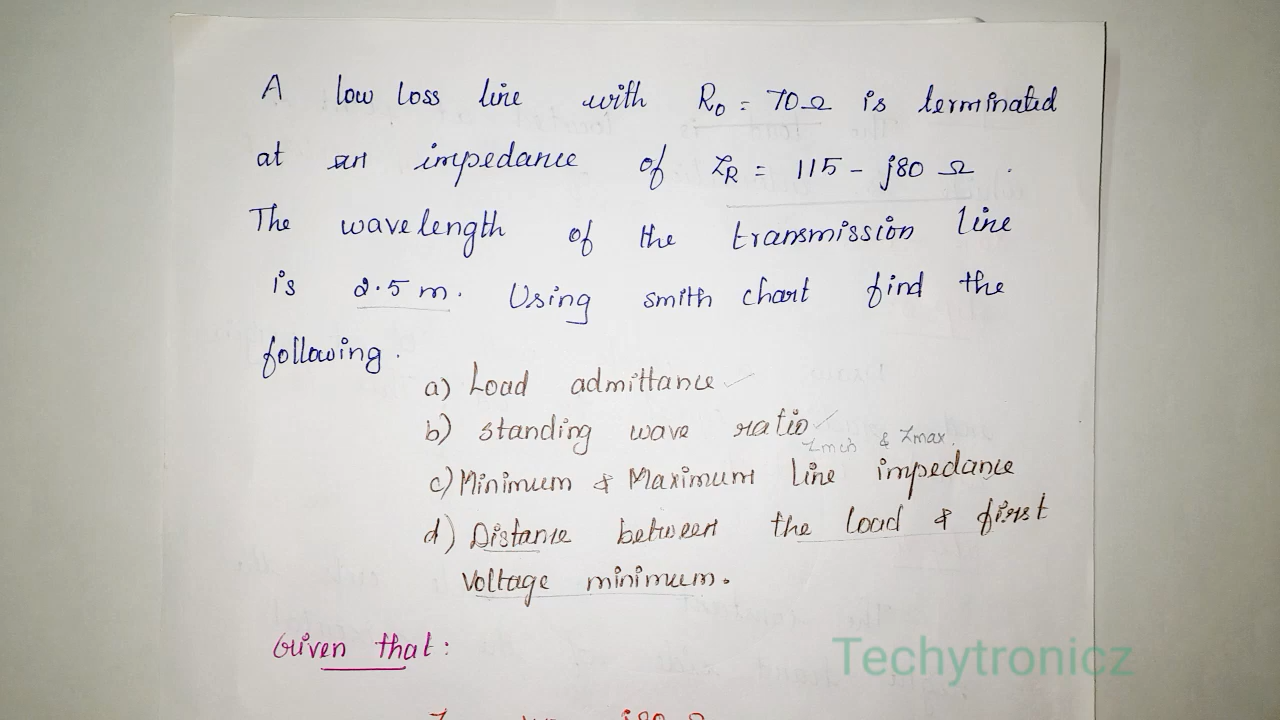 A low loss line with R₀ = 70Ω is terminated
at an impedance of ZR = 115 - j80 Ω .
The wavelength of the transmission line
is 2.5 m. Using smith chart find the
following.
a) Load admittance ✓
b) standing wave ratio ✓
Zmin & Zmax.
c) Minimum & Maximum line impedance
d) Distance between the load & first
voltage minimum.
Given that:
Techytronicz